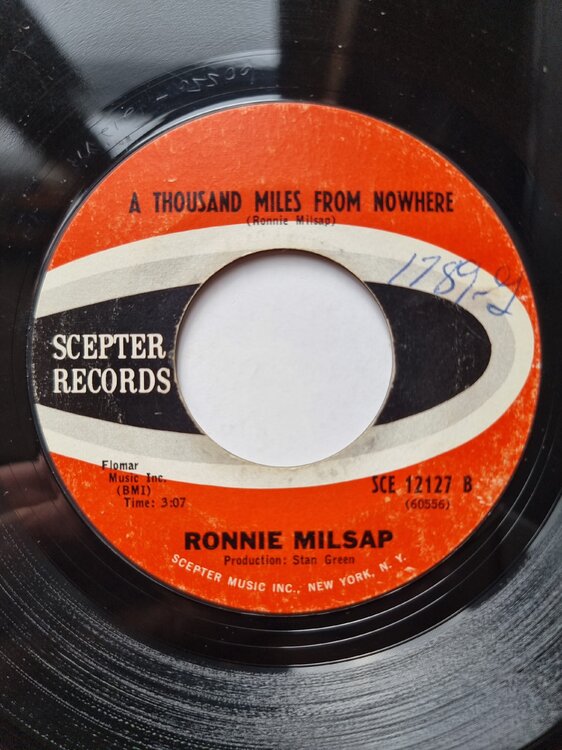 A THOUSAND MILES FROM NOWHERE
(Ronnie Milsap)
1789-9
SCEPTER
RECORDS
Flomar
Music Inc.
(BMI)
Time: 3:07
SCE 12127 B
(60556)
RONNIE MILSAP
Production: Stan Green
SCEPTER MUSIC INC., NEW YORK, N. Y.